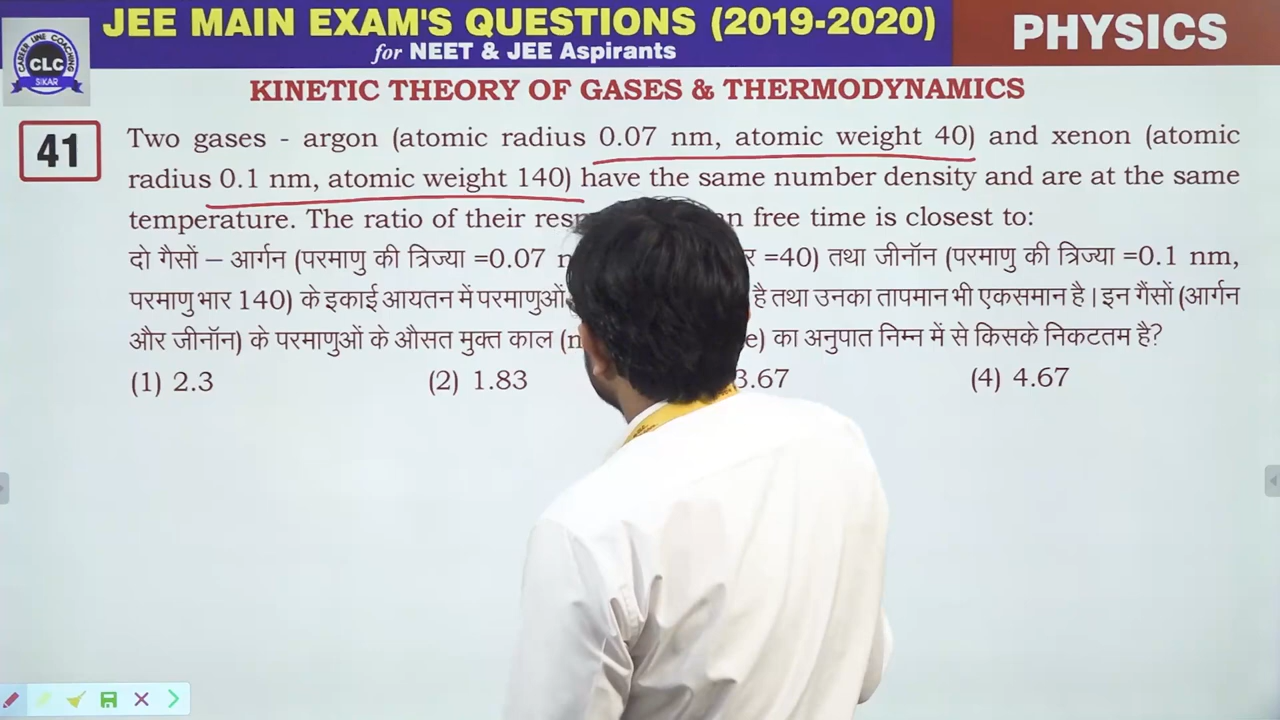 JEE MAIN EXAM'S QUESTIONS (2019-2020)
for NEET & JEE Aspirants
PHYSICS
CAREER LINE COACHING
CLC
SIKAR
KINETIC THEORY OF GASES & THERMODYNAMICS
41
Two gases - argon (atomic radius 0.07 nm, atomic weight 40) and xenon (atomic
radius 0.1 nm, atomic weight 140) have the same number density and are at the same
temperature. The ratio of their free time is closest to:
दो गैसों – आर्गन (परमाणु की त्रिज्या =0.07 =40) तथा जीनॉन (परमाणु की त्रिज्या =0.1 nm,
परमाणुभार 140) के इकाई आयतन में परमाणुओं है तथा उनका तापमान भी एकसमान है। इन गैंसों (आर्गन
और जीनॉन) के परमाणुओं के औसत मुक्त काल का अनुपात निम्न में से किसके निकटतम है?
(1) 2.3 (2) 1.83 3.67 (4) 4.67